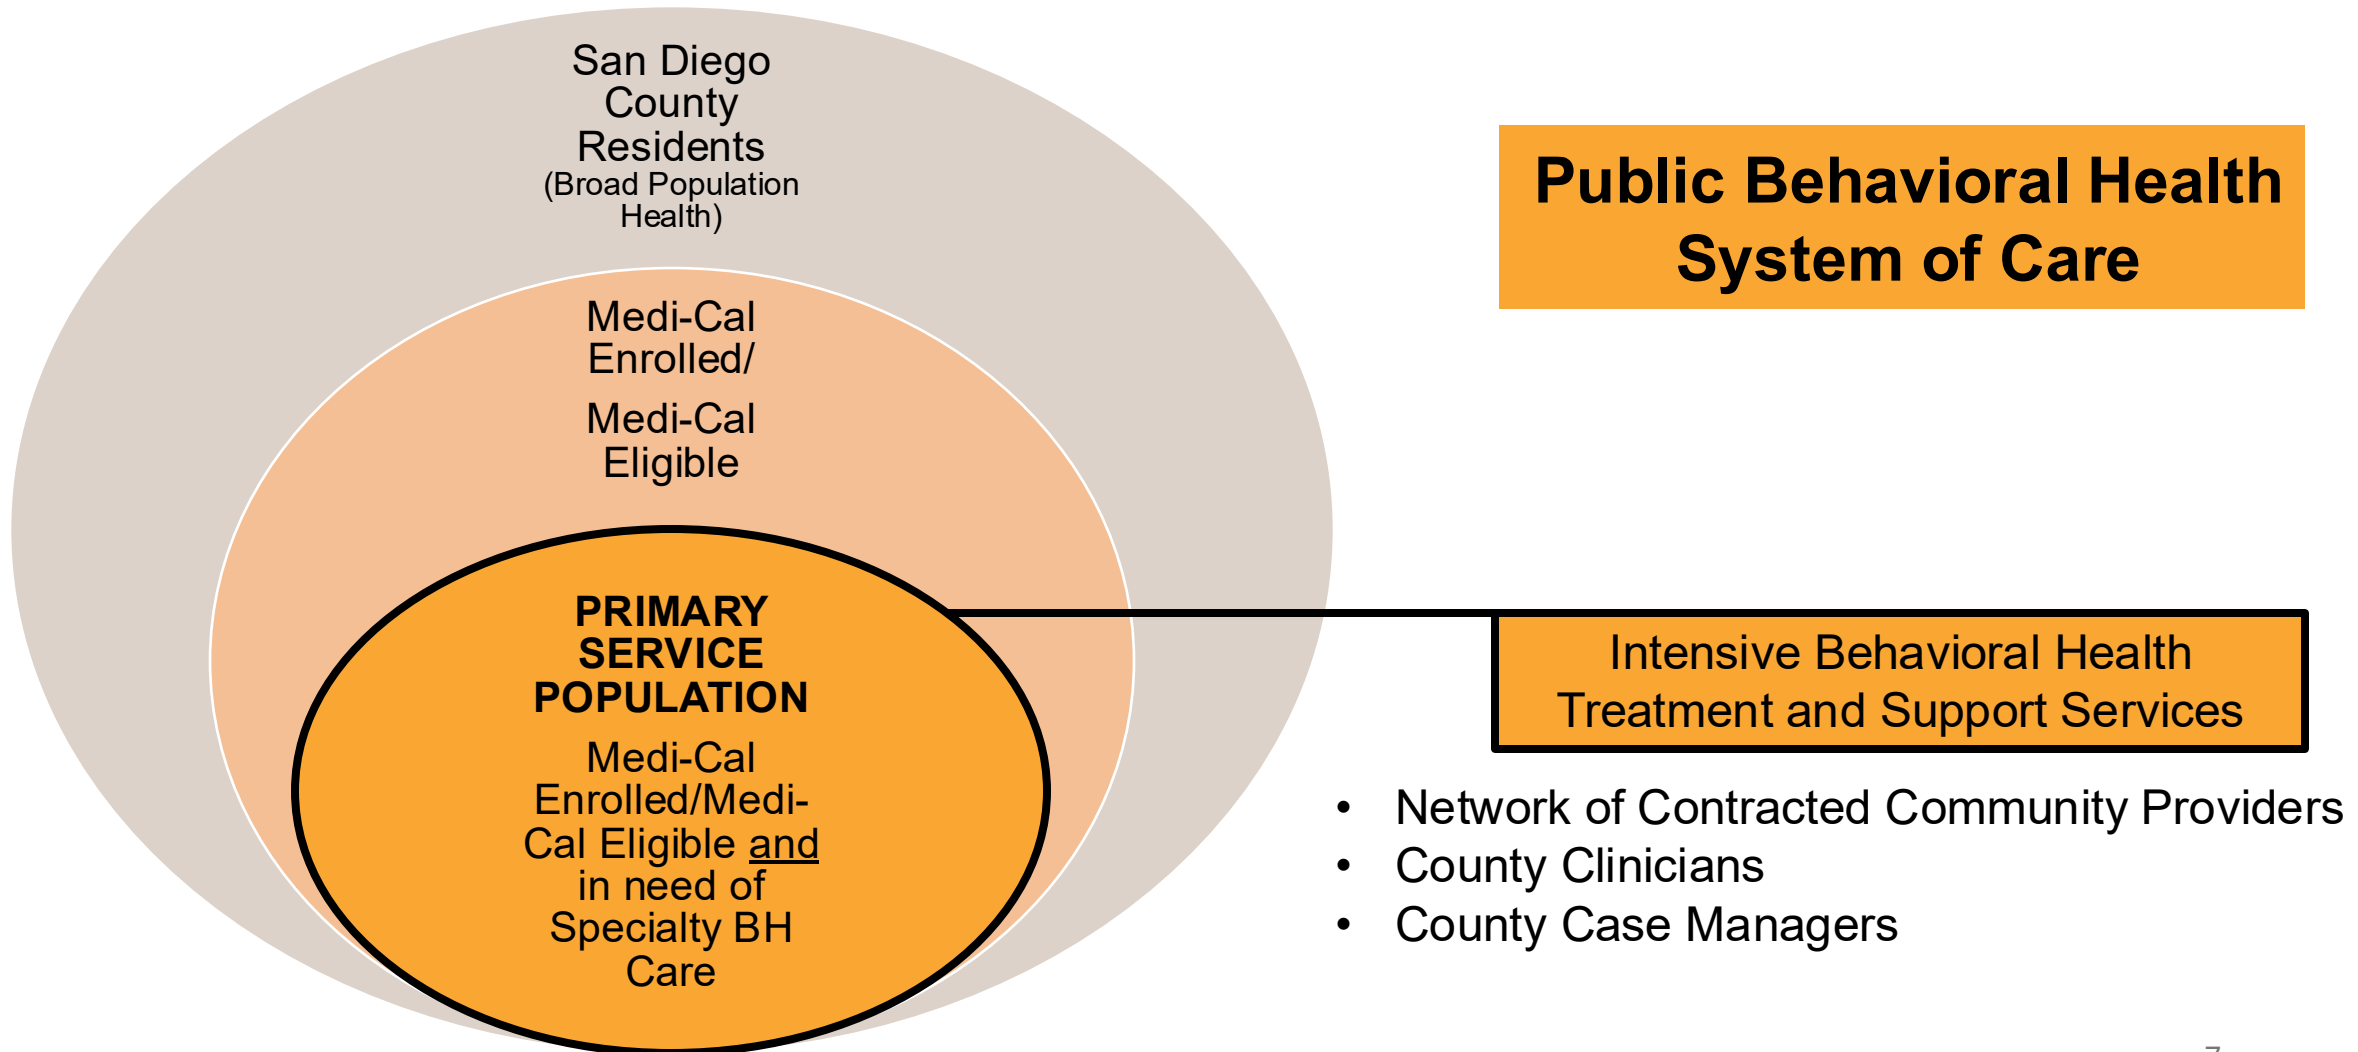 San Diego
County
Residents
(Broad Population
Health)
Medi-Cal
Enrolled/
Medi-Cal
Eligible
PRIMARY
SERVICE
POPULATION
Medi-Cal
Enrolled/Medi-
Cal Eligible and
in need of
Specialty BH
Care
Public Behavioral Health
System of Care
Intensive Behavioral Health
Treatment and Support Services
• Network of Contracted Community Providers
• County Clinicians
• County Case Managers